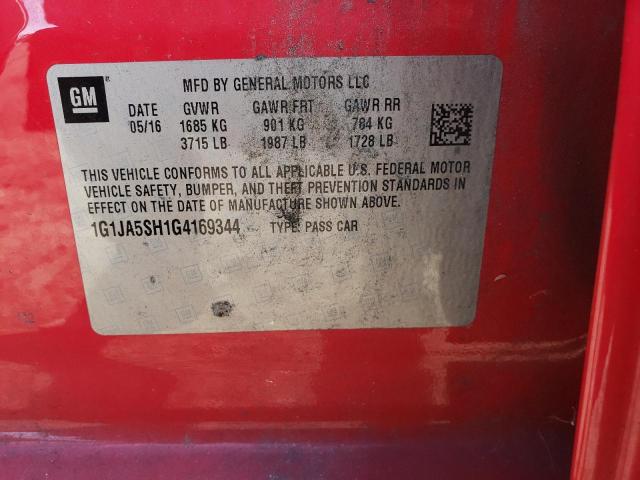 GM
MFD BY GENERAL MOTORS LLC
DATE GVWR GAWR FRT GAWR RR
05/16 1685 KG 901 KG 784 KG
3715 LB 1987 LB 1728 LB
THIS VEHICLE CONFORMS TO ALL APPLICABLE U.S. FEDERAL MOTOR
VEHICLE SAFETY, BUMPER, AND THEFT PREVENTION STANDARDS IN
EFFECT ON THE DATE OF MANUFACTURE SHOWN ABOVE.
1G1JA5SH1G4169344 TYPE: PASS CAR